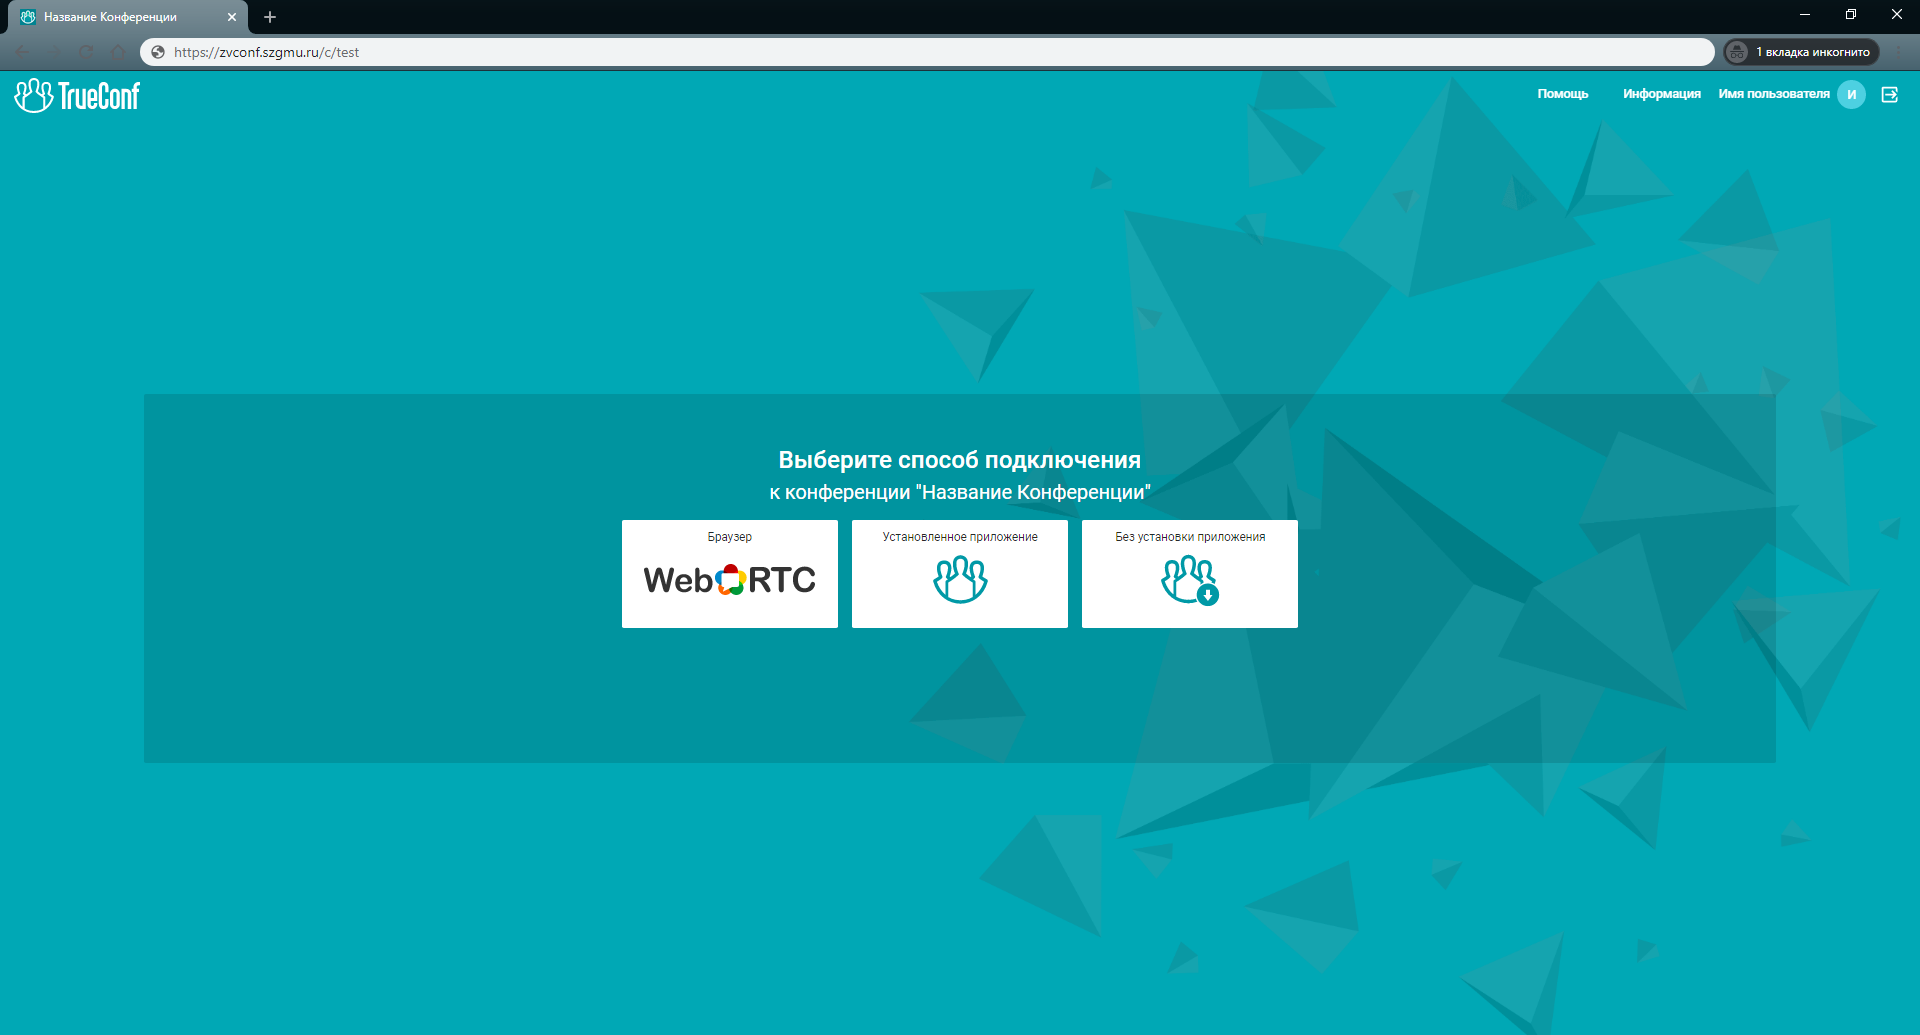 Название Конференции
https://zvconf.szgmu.ru/c/test
1 вкладка инкогнито
TrueConf
Помощь
Информация
Имя пользователя
И
Выберите способ подключения
к конференции "Название Конференции"
Браузер
WebRTC
Установленное приложение
Без установки приложения